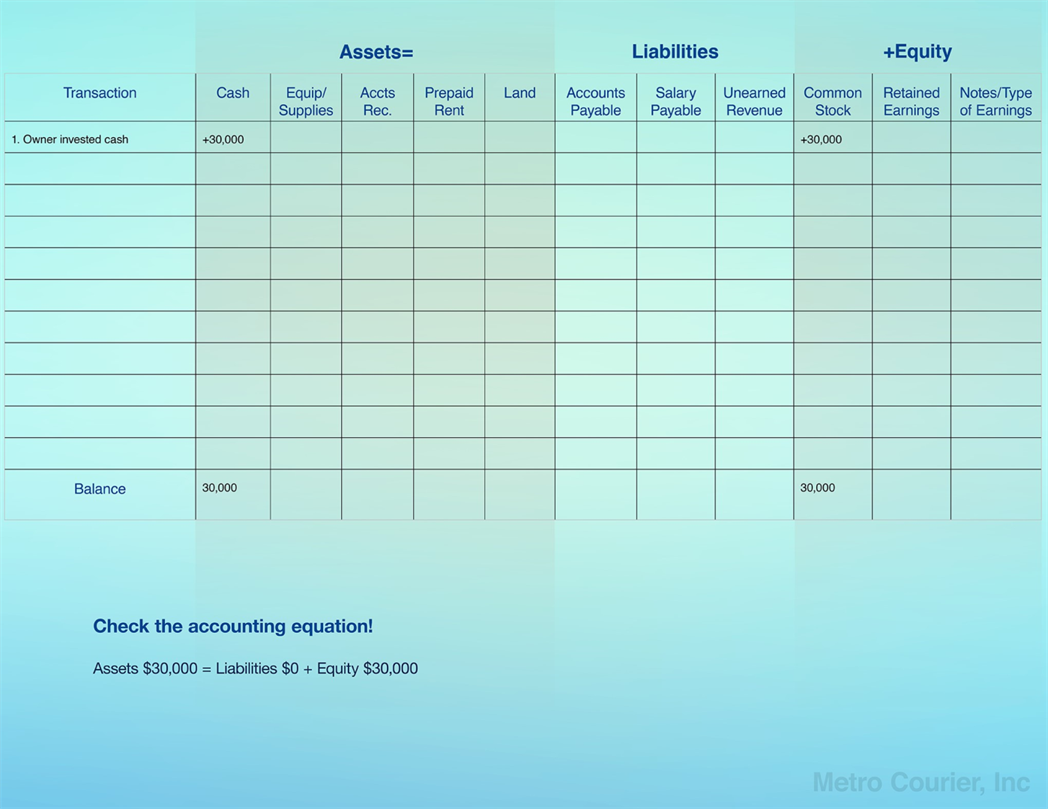 Assets= Liabilities +Equity
Transaction Cash Equip/ Supplies Accts Rec. Prepaid Rent Land Accounts Payable Salary Payable Unearned Revenue Common Stock Retained Earnings Notes/Type of Earnings
1. Owner invested cash +30,000 +30,000
Balance 30,000 30,000
Check the accounting equation!
Assets $30,000 = Liabilities $0 + Equity $30,000
Metro Courier, Inc